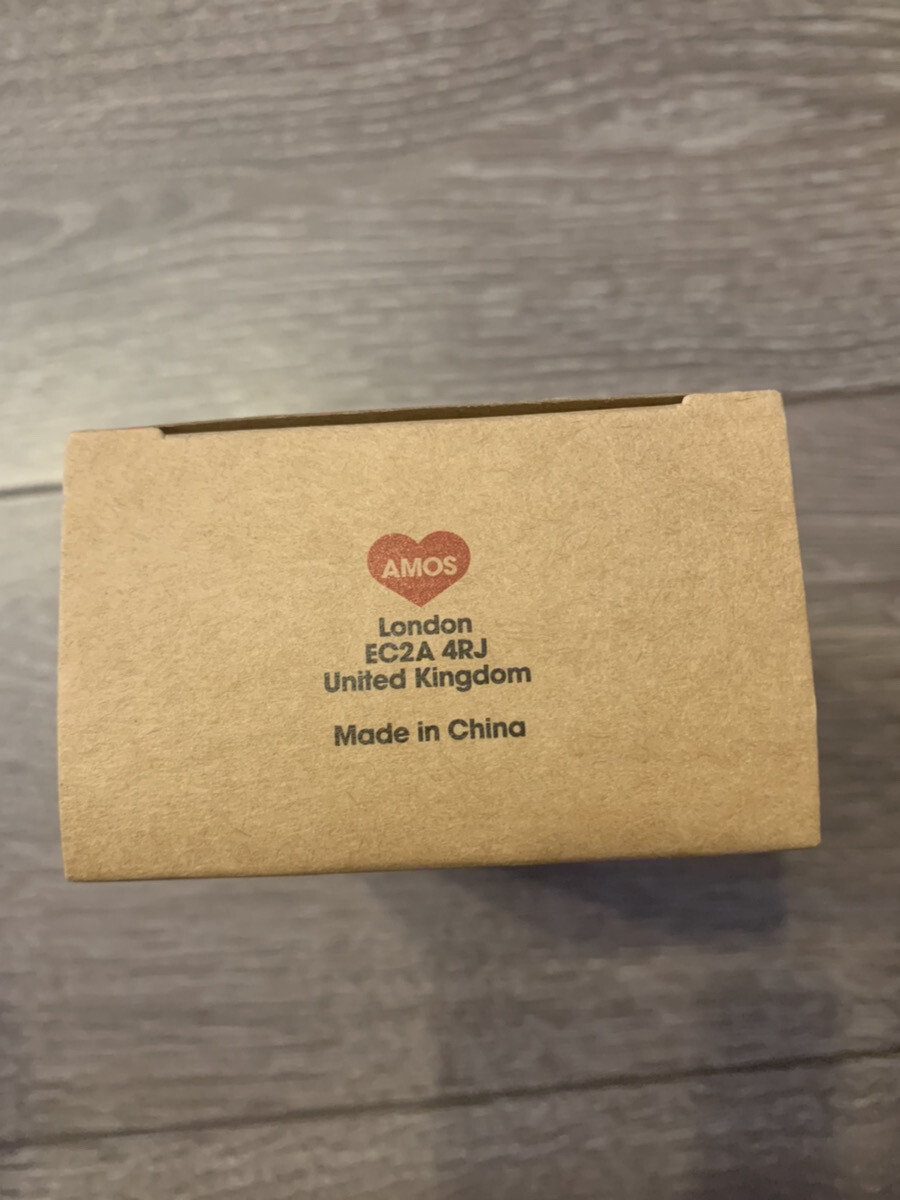 AMOS
London
EC2A 4RJ
United Kingdom
Made in China